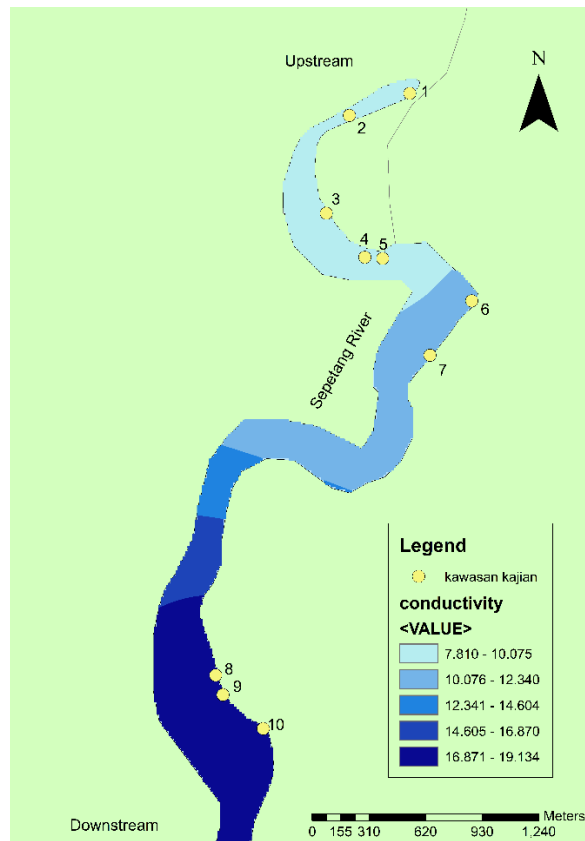 Upstream
N
1
2
3
4
5
6
7
Sepetang River
8
9
10
Legend
kawasan kajian
conductivity
<VALUE>
7.810 - 10.075
10.076 - 12.340
12.341 - 14.604
14.605 - 16.870
16.871 - 19.134
Meters
0 155 310 620 930 1,240
Downstream